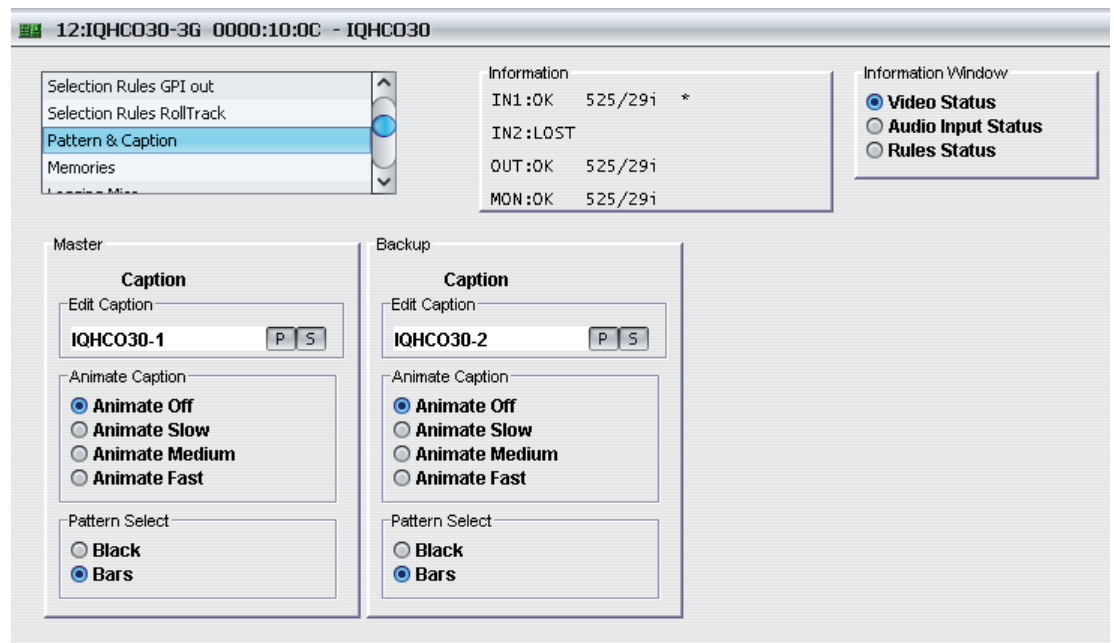 12:IQHCO30-3G 0000:10:0C - IQHCO30
Selection Rules GPI out
Selection Rules RollTrack
Pattern & Caption
Memories
Information
IN1:OK 525/29i *
IN2:LOST
OUT:OK 525/29i
MON:OK 525/29i
Information Window
Video Status
Audio Input Status
Rules Status
Master
Caption
Edit Caption
IQHCO30-1 P S
Animate Caption
Animate Off
Animate Slow
Animate Medium
Animate Fast
Pattern Select
Black
Bars
Backup
Caption
Edit Caption
IQHCO30-2 P S
Animate Caption
Animate Off
Animate Slow
Animate Medium
Animate Fast
Pattern Select
Black
Bars